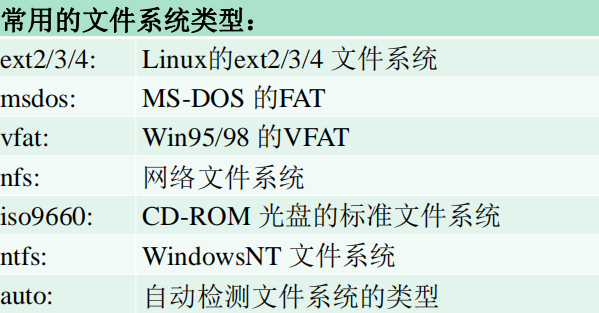 常用的文件系统类型：
ext2/3/4: Linux的ext2/3/4 文件系统
msdos: MS-DOS 的FAT
vfat: Win95/98 的VFAT
nfs: 网络文件系统
iso9660: CD-ROM 光盘的标准文件系统
ntfs: WindowsNT 文件系统
auto: 自动检测文件系统的类型